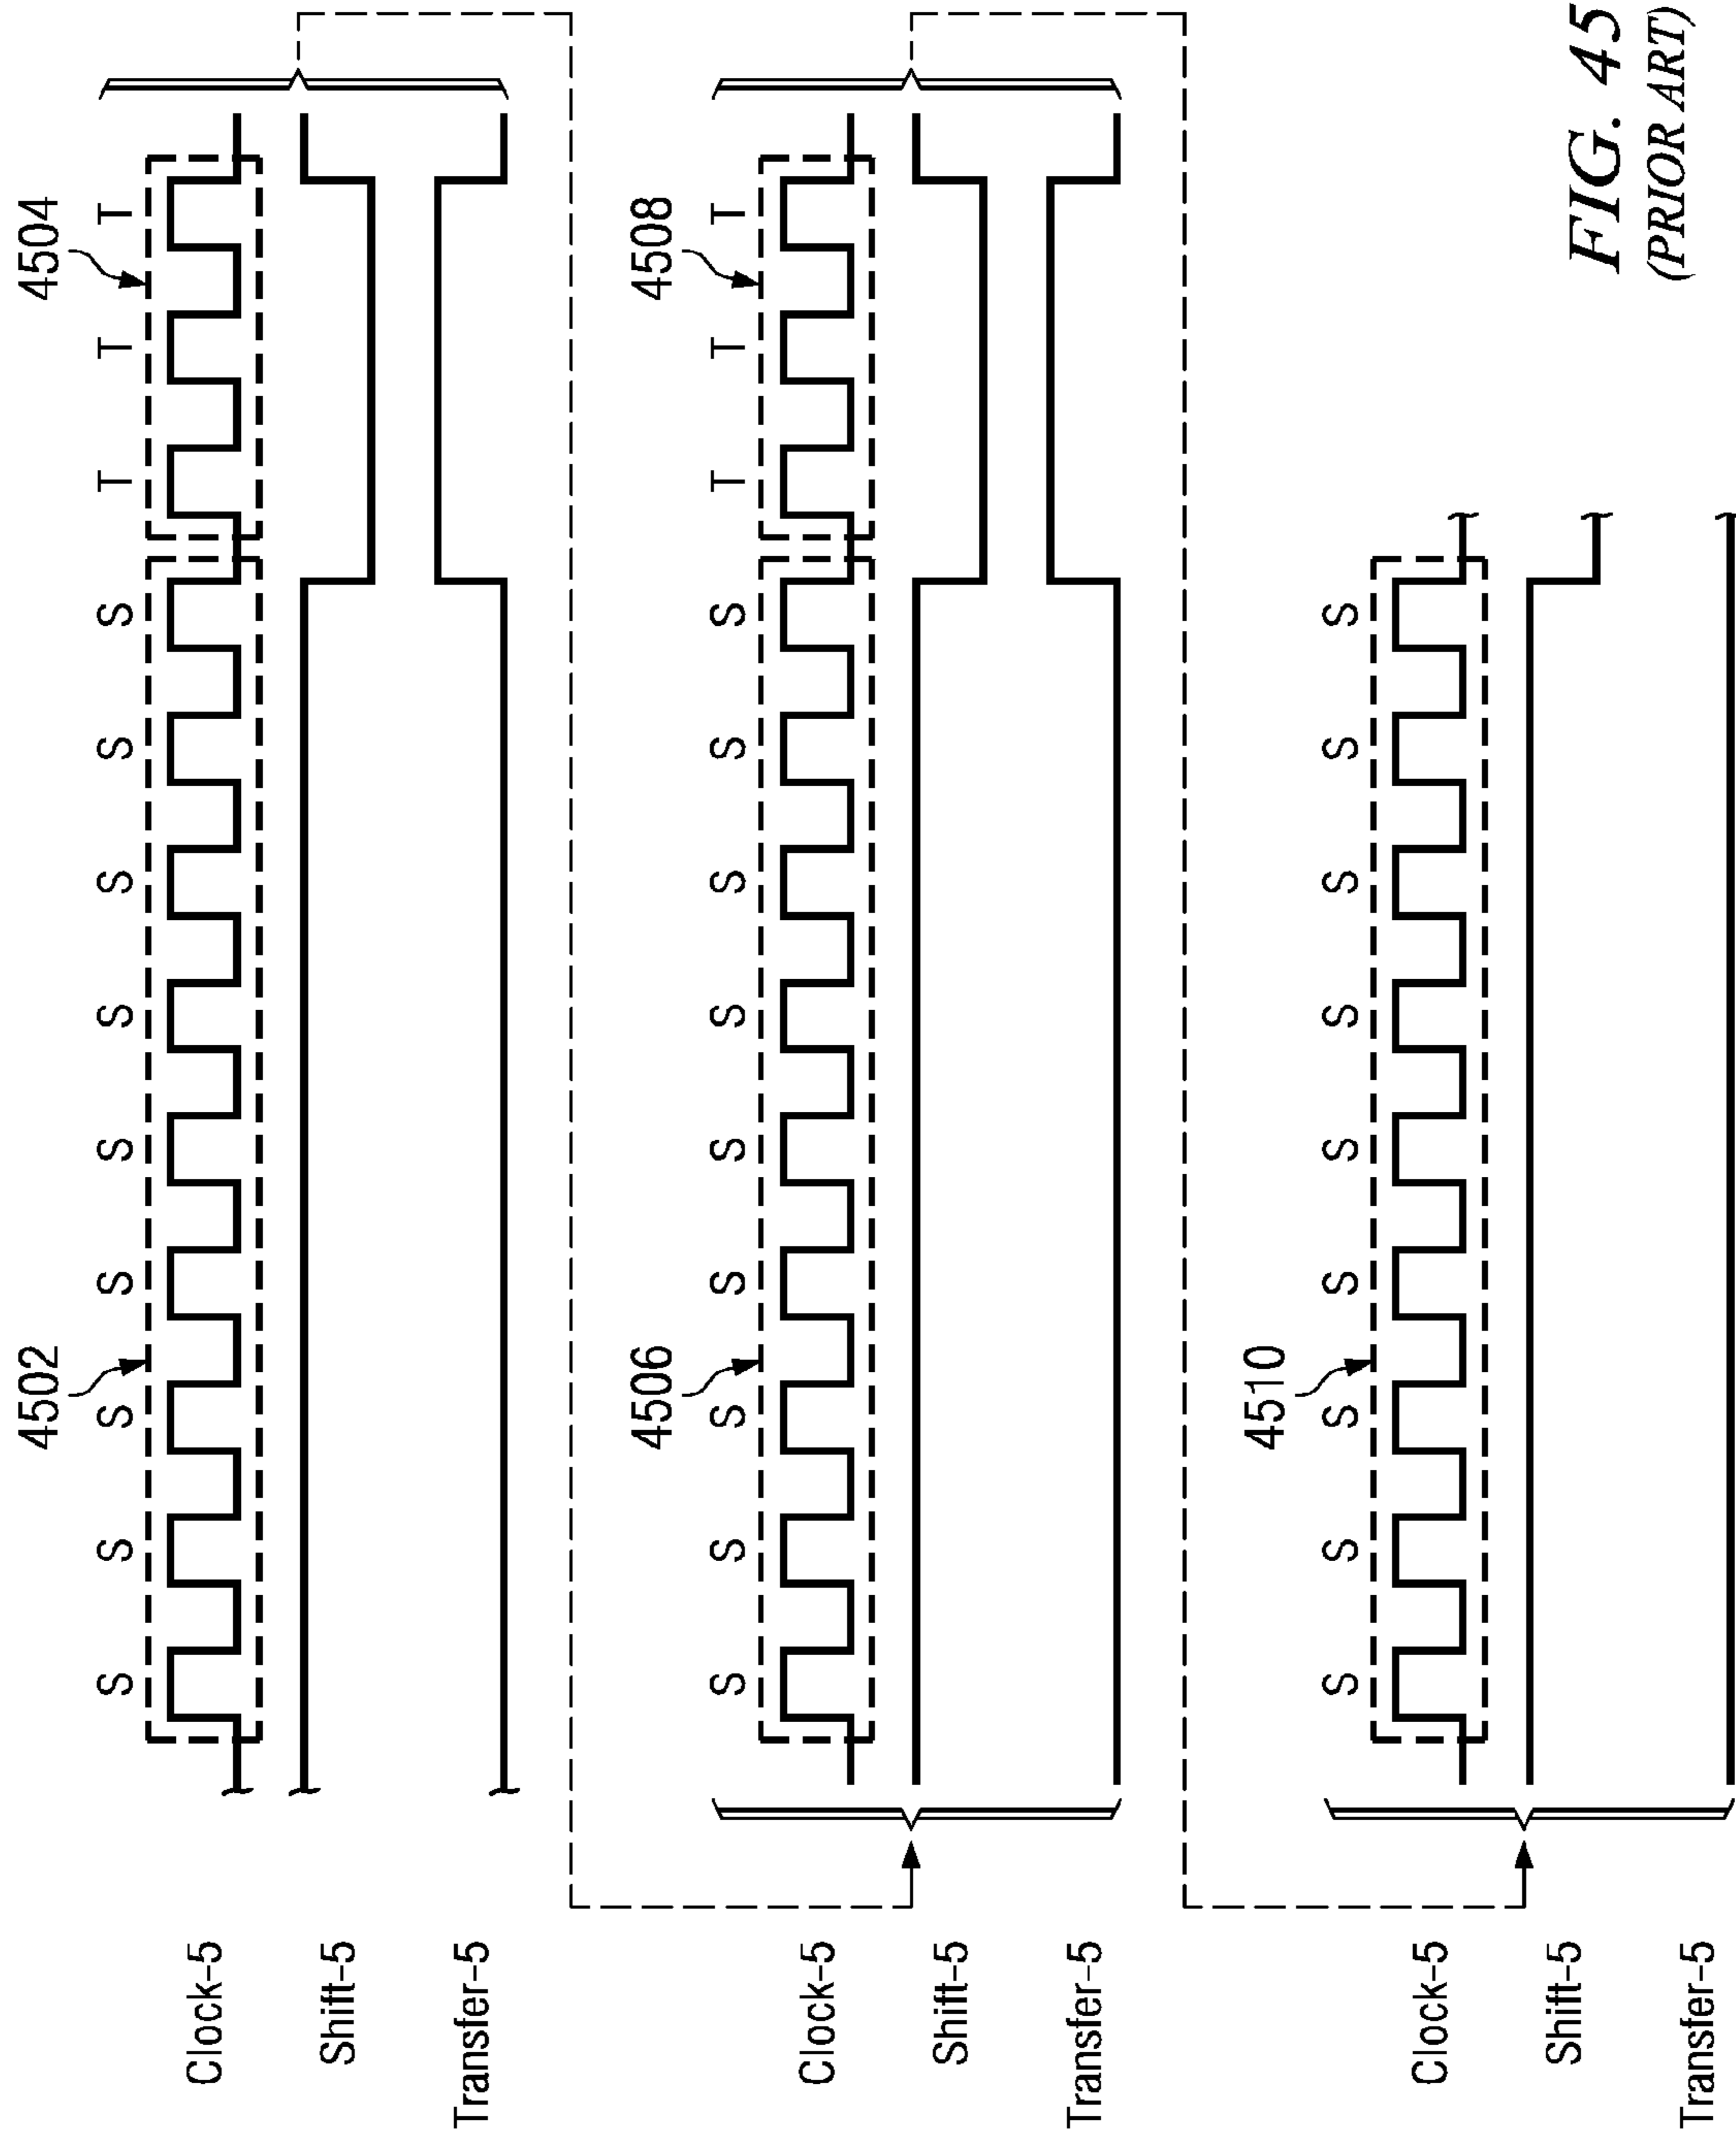 4502 4504
S S S S S S S S S T T T
Clock-5
Shift-5
Transfer-5
4506 4508
S S S S S S S S S T T T
Clock-5
Shift-5
Transfer-5
4510
S S S S S S S S S
Clock-5
Shift-5
Transfer-5
FIG. 45
(PRIOR ART)